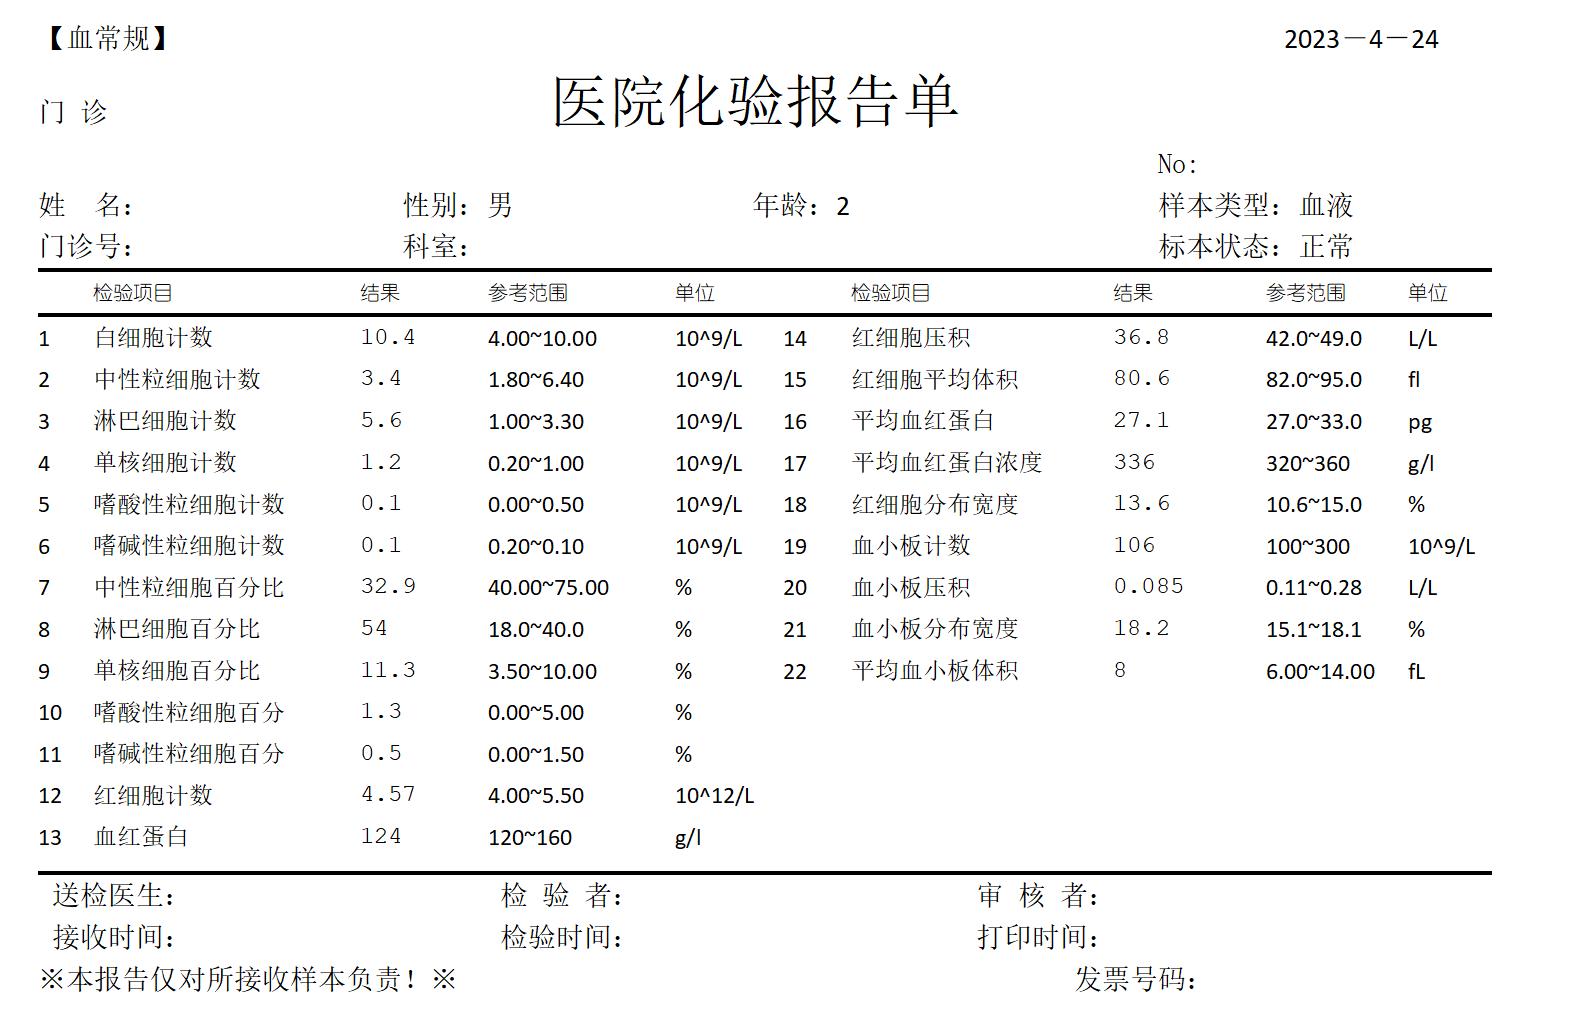 【血常规】 2023－4－24
医院化验报告单
门 诊
No:
姓 名： 性别：男 年龄：2 样本类型：血液
门诊号： 科室： 标本状态：正常
检验项目 结果 参考范围 单位 检验项目 结果 参考范围 单位
1 白细胞计数 10.4 4.00~10.00 10^9/L 14 红细胞压积 36.8 42.0~49.0 L/L
2 中性粒细胞计数 3.4 1.80~6.40 10^9/L 15 红细胞平均体积 80.6 82.0~95.0 fl
3 淋巴细胞计数 5.6 1.00~3.30 10^9/L 16 平均血红蛋白 27.1 27.0~33.0 pg
4 单核细胞计数 1.2 0.20~1.00 10^9/L 17 平均血红蛋白浓度 336 320~360 g/l
5 嗜酸性粒细胞计数 0.1 0.00~0.50 10^9/L 18 红细胞分布宽度 13.6 10.6~15.0 %
6 嗜碱性粒细胞计数 0.1 0.20~0.10 10^9/L 19 血小板计数 106 100~300 10^9/L
7 中性粒细胞百分比 32.9 40.00~75.00 % 20 血小板压积 0.085 0.11~0.28 L/L
8 淋巴细胞百分比 54 18.0~40.0 % 21 血小板分布宽度 18.2 15.1~18.1 %
9 单核细胞百分比 11.3 3.50~10.00 % 22 平均血小板体积 8 6.00~14.00 fL
10 嗜酸性粒细胞百分 1.3 0.00~5.00 %
11 嗜碱性粒细胞百分 0.5 0.00~1.50 %
12 红细胞计数 4.57 4.00~5.50 10^12/L
13 血红蛋白 124 120~160 g/l
送检医生： 检 验 者： 审 核 者：
接收时间： 检验时间： 打印时间：
※本报告仅对所接收样本负责！※ 发票号码：